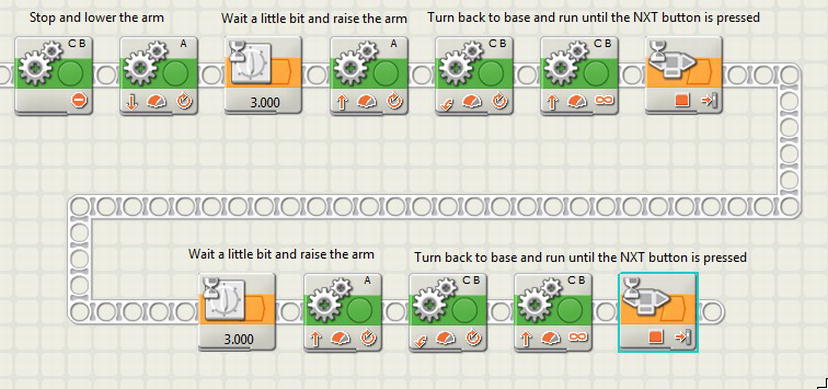 Stop and lower the arm
Wait a little bit and raise the arm
Turn back to base and run until the NXT button is pressed
C B
A
3.000
A
C B
C B
Wait a little bit and raise the arm
Turn back to base and run until the NXT button is pressed
3.000
A
C B
C B